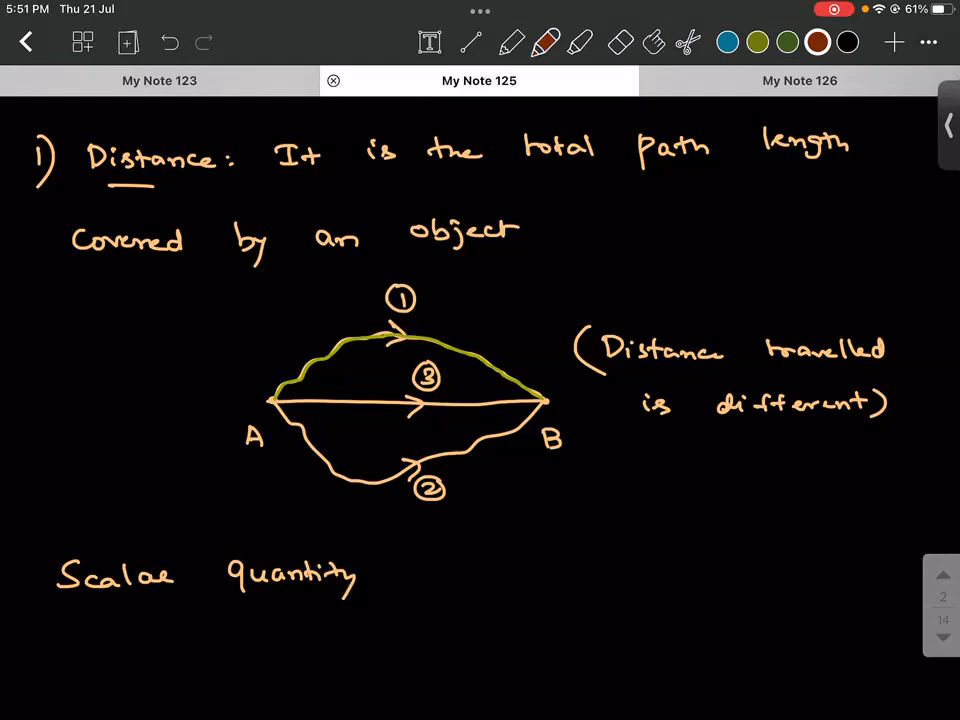 5:51 PM Thu 21 Jul
61%
My Note 123
My Note 125
My Note 126
1) Distance: It is the total path length
Covered by an object
①
③
(Distance travelled
is different)
A
B
②
Scalar quantity
2
14